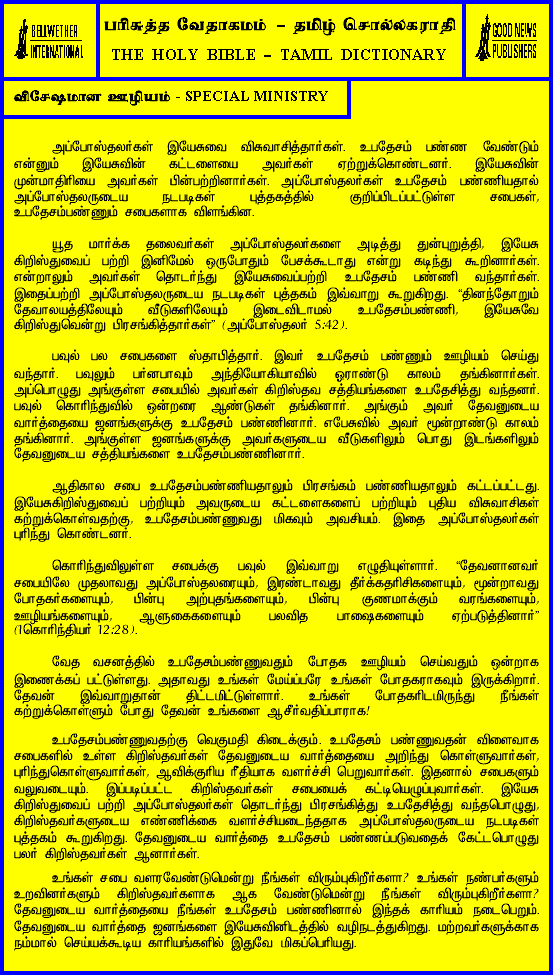 BELLWETHER
INTERNATIONAL
பரிசுத்த வேதாகமம் – தமிழ் சொல்லகராதி
THE HOLY BIBLE – TAMIL DICTIONARY
GOOD NEWS
PUBLISHERS
விசேஷமான ஊழியம் - SPECIAL MINISTRY
அப்போஸ்தலர்கள் இயேசுவை விசுவாசித்தார்கள். உபதேசம் பண்ண வேண்டும்
என்னும் இயேசுவின் கட்டளையை அவர்கள் ஏற்றுக்கொண்டனர். இயேசுவின்
முன்மாதிரியை அவர்கள் பின்பற்றினார்கள். அப்போஸ்தலர்கள் உபதேசம் பண்ணியதால்
அப்போஸ்தலருடைய நடபடிகள் புத்தகத்தில் குறிப்பிடப்பட்டுள்ள சபைகள்,
உபதேசம்பண்ணும் சபைகளாக விளங்கின.
யூத மார்க்க தலைவர்கள் அப்போஸ்தலர்களை அடித்து துன்புறுத்தி, இயேசு
கிறிஸ்துவைப் பற்றி இனிமேல் ஒருபோதும் பேசக்கூடாது என்று கடிந்து கூறினார்கள்.
என்றாலும் அவர்கள் தொடர்ந்து இயேசுவைப்பற்றி உபதேசம் பண்ணி வந்தார்கள்.
இதைப்பற்றி அப்போஸ்தலருடைய நடபடிகள் புத்தகம் இவ்வாறு கூறுகிறது. “தினந்தோறும்
தேவாலயத்திலேயும் வீடுகளிலேயும் இடைவிடாமல் உபதேசம்பண்ணி, இயேசுவே
கிறிஸ்துவென்று பிரசங்கித்தார்கள்” (அப்போஸ்தலர் 5:42).
பவுல் பல சபைகளை ஸ்தாபித்தார். இவர் உபதேசம் பண்ணும் ஊழியம் செய்து
வந்தார். பவுலும் பர்னபாவும் அந்தியோகியாவில் ஓராண்டு காலம் தங்கினார்கள்.
அப்பொழுது அங்குள்ள சபையில் அவர்கள் கிறிஸ்தவ சத்தியங்களை உபதேசித்து வந்தனர்.
பவுல் கொரிந்துவில் ஒன்றரை ஆண்டுகள் தங்கினார். அங்கும் அவர் தேவனுடைய
வார்த்தையை ஜனங்களுக்கு உபதேசம் பண்ணினார். எபேசுவில் அவர் மூன்றாண்டு காலம்
தங்கினார். அங்குள்ள ஜனங்களுக்கு அவர்களுடைய வீடுகளிலும் பொது இடங்களிலும்
தேவனுடைய சத்தியங்களை உபதேசம்பண்ணினார்.
ஆதிகால சபை உபதேசம்பண்ணியதாலும் பிரசங்கம் பண்ணியதாலும் கட்டப்பட்டது.
இயேசுகிறிஸ்துவைப் பற்றியும் அவருடைய கட்டளைகளைப் பற்றியும் புதிய விசுவாசிகள்
கற்றுக்கொள்வதற்கு, உபதேசம்பண்ணுவது மிகவும் அவசியம். இதை அப்போஸ்தலர்கள்
புரிந்து கொண்டனர்.
கொரிந்துவிலுள்ள சபைக்கு பவுல் இவ்வாறு எழுதியுள்ளார். “தேவனானவர்
சபையிலே முதலாவது அப்போஸ்தலரையும், இரண்டாவது தீர்க்கதரிசிகளையும், மூன்றாவது
போதகர்களையும், பின்பு அற்புதங்களையும், பின்பு குணமாக்கும் வரங்களையும்,
ஊழியங்களையும், ஆளுகைகளையும் பலவித பாஷைகளையும் ஏற்படுத்தினார்”
(1கொரிந்தியர் 12:28).
வேத வசனத்தில் உபதேசம்பண்ணுவதும் போதக ஊழியம் செய்வதும் ஒன்றாக
இணைக்கப் பட்டுள்ளது. அதாவது உங்கள் மேய்ப்பரே உங்கள் போதகராகவும் இருக்கிறார்.
தேவன் இவ்வாறுதான் திட்டமிட்டுள்ளார். உங்கள் போதகரிடமிருந்து நீங்கள்
கற்றுக்கொள்ளும் போது தேவன் உங்களை ஆசீர்வதிப்பாராக!
உபதேசம்பண்ணுவதற்கு வெகுமதி கிடைக்கும். உபதேசம் பண்ணுவதன் விளைவாக
சபைகளில் உள்ள கிறிஸ்தவர்கள் தேவனுடைய வார்த்தையை அறிந்து கொள்ளுவார்கள்,
புரிந்துகொள்ளுவார்கள், ஆவிக்குரிய ரீதியாக வளர்ச்சி பெறுவார்கள். இதனால் சபைகளும்
வலுவடையும். இப்படிப்பட்ட கிறிஸ்தவர்கள் சபையைக் கட்டியெழுப்புவார்கள். இயேசு
கிறிஸ்துவைப் பற்றி அப்போஸ்தலர்கள் தொடர்ந்து பிரசங்கித்து உபதேசித்து வந்தபொழுது,
கிறிஸ்தவர்களுடைய எண்ணிக்கை வளர்ச்சியடைந்ததாக அப்போஸ்தலருடைய நடபடிகள்
புத்தகம் கூறுகிறது. தேவனுடைய வார்த்தை உபதேசம் பண்ணப்படுவதைக் கேட்டபொழுது
பலர் கிறிஸ்தவர்கள் ஆனார்கள்.
உங்கள் சபை வளரவேண்டுமென்று நீங்கள் விரும்புகிறீர்களா? உங்கள் நண்பர்களும்
உறவினர்களும் கிறிஸ்தவர்களாக ஆக வேண்டுமென்று நீங்கள் விரும்புகிறீர்களா?
தேவனுடைய வார்த்தையை நீங்கள் உபதேசம் பண்ணினால் இந்தக் காரியம் நடைபெறும்.
தேவனுடைய வார்த்தை ஜனங்களை இயேசுவினிடத்தில் வழிநடத்துகிறது. மற்றவர்களுக்காக
நம்மால் செய்யக்கூடிய காரியங்களில் இதுவே மிகப்பெரியது.